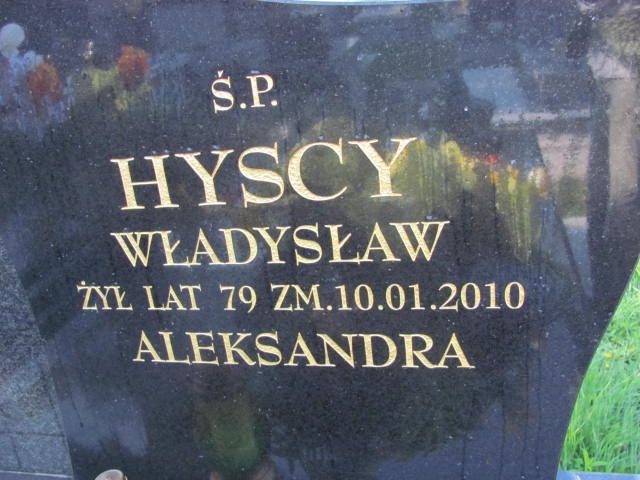 Ś.P.
HYSCY
WŁADYSŁAW
ŻYŁ LAT 79 ZM.10.01.2010
ALEKSANDRA